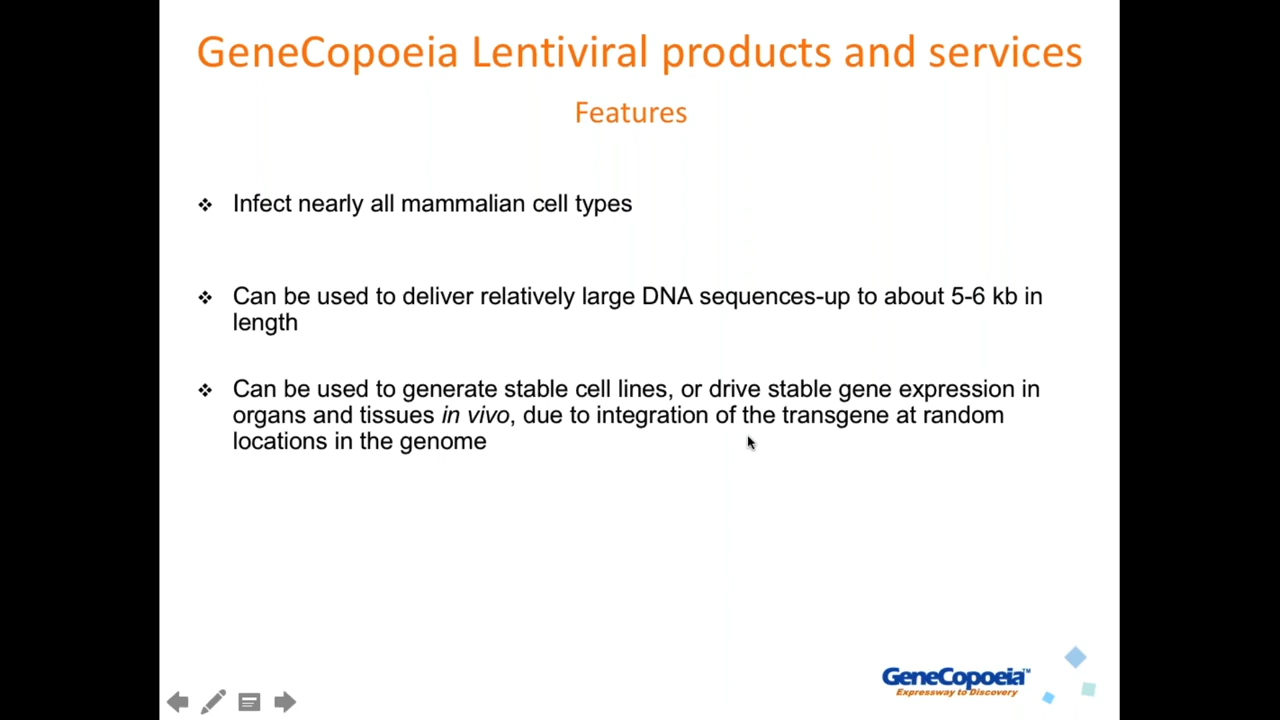 GeneCopoeia Lentiviral products and services
Features
❖ Infect nearly all mammalian cell types
❖ Can be used to deliver relatively large DNA sequences-up to about 5-6 kb in
length
❖ Can be used to generate stable cell lines, or drive stable gene expression in
organs and tissues in vivo, due to integration of the transgene at random
locations in the genome
GeneCopoeia™
Expressway to Discovery